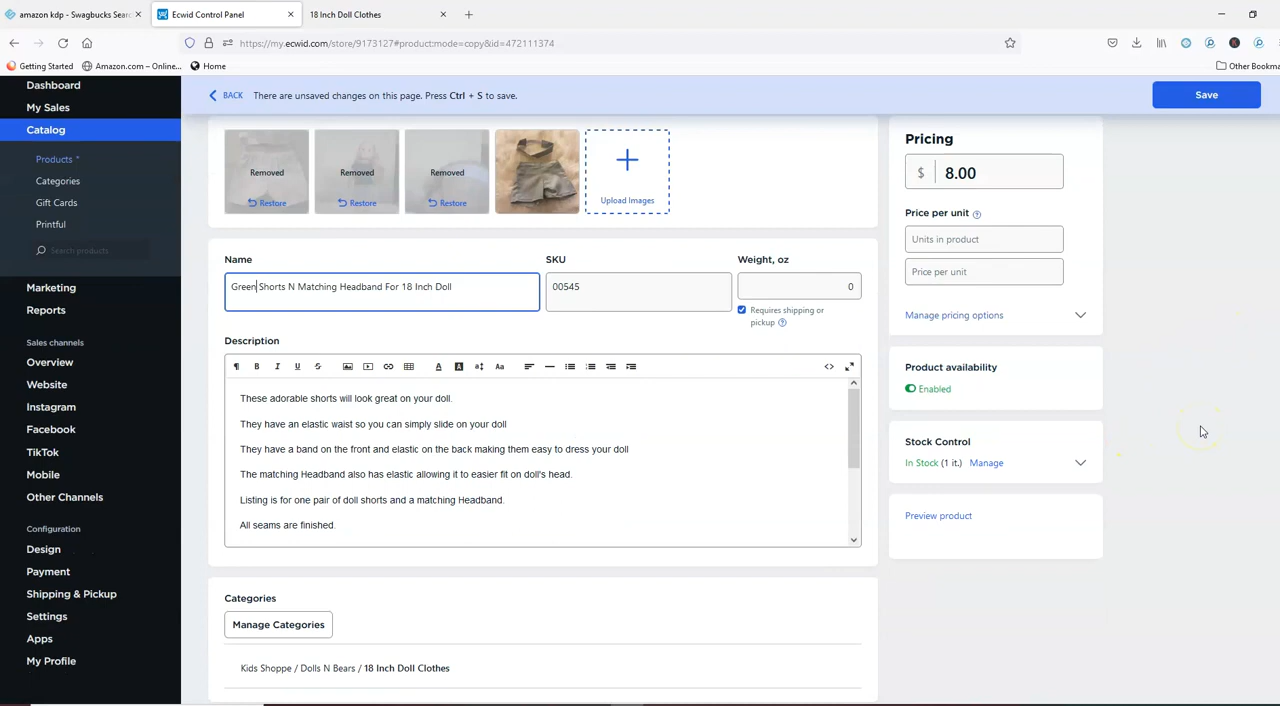 amazon kdp - Swagbucks Sear
Ecwid Control Panel
18 Inch Doll Clothes
https://my.ecwid.com/store/9173127#product:mode=copy&id=472111374
Getting Started
Amazon.com – Online...
Home
Other Bookma
Dashboard
My Sales
Catalog
Products *
Categories
Gift Cards
Printful
Search products
Marketing
Reports
Sales channels
Overview
Website
Instagram
Facebook
TikTok
Mobile
Other Channels
Configuration
Design
Payment
Shipping & Pickup
Settings
Apps
My Profile
BACK
There are unsaved changes on this page. Press Ctrl + S to save.
Save
Removed
Restore
Removed
Restore
Removed
Restore
Upload Images
Name
SKU
Weight, oz
Green Shorts N Matching Headband For 18 Inch Doll
00545
0
Requires shipping or
pickup
Description
These adorable shorts will look great on your doll.
They have an elastic waist so you can simply slide on your doll
They have a band on the front and elastic on the back making them easy to dress your doll
The matching Headband also has elastic allowing it to easier fit on doll's head.
Listing is for one pair of doll shorts and a matching Headband.
All seams are finished.
Categories
Manage Categories
Kids Shoppe / Dolls N Bears / 18 Inch Doll Clothes
Pricing
$ 8.00
Price per unit
Units in product
Price per unit
Manage pricing options
Product availability
Enabled
Stock Control
In Stock (1 it.) Manage
Preview product